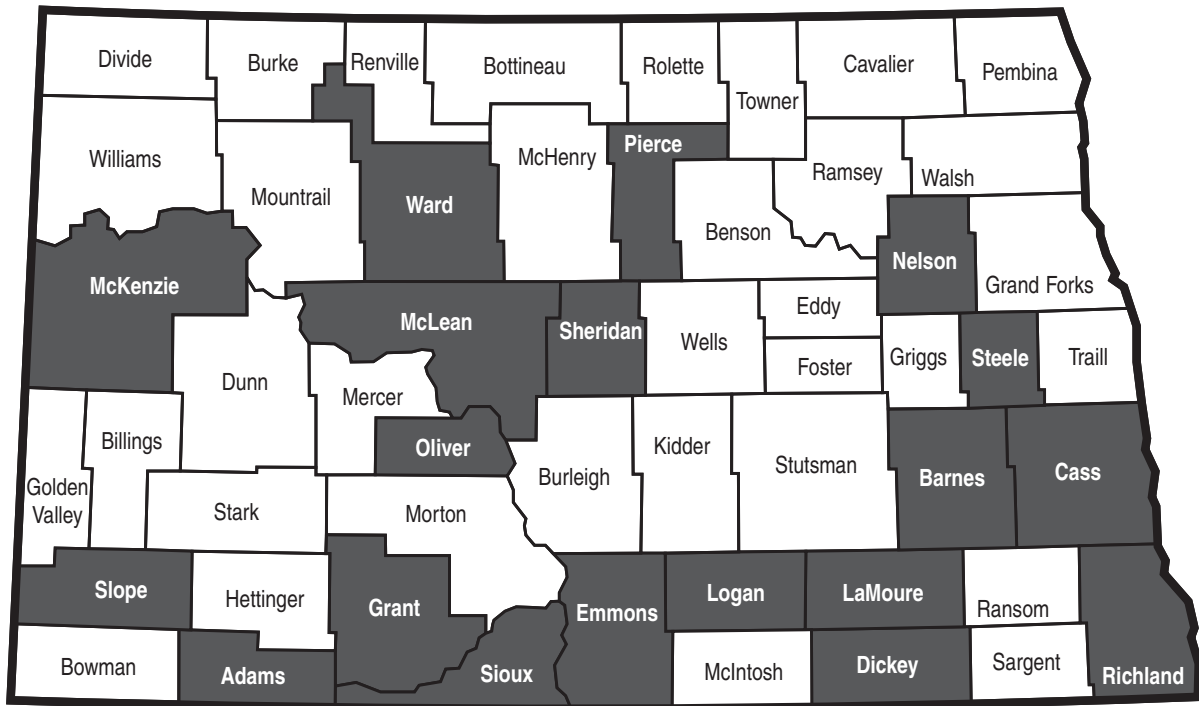 Divide
Burke
Renville
Bottineau
Rolette
Towner
Cavalier
Pembina
Williams
Mountrail
Ward
McHenry
Pierce
Benson
Ramsey
Walsh
McKenzie
Nelson
Grand Forks
McLean
Sheridan
Wells
Eddy
Foster
Griggs
Steele
Traill
Dunn
Mercer
Oliver
Golden
Valley
Billings
Stark
Morton
Burleigh
Kidder
Stutsman
Barnes
Cass
Slope
Hettinger
Grant
Emmons
Logan
LaMoure
Ransom
Bowman
Adams
Sioux
McIntosh
Dickey
Sargent
Richland